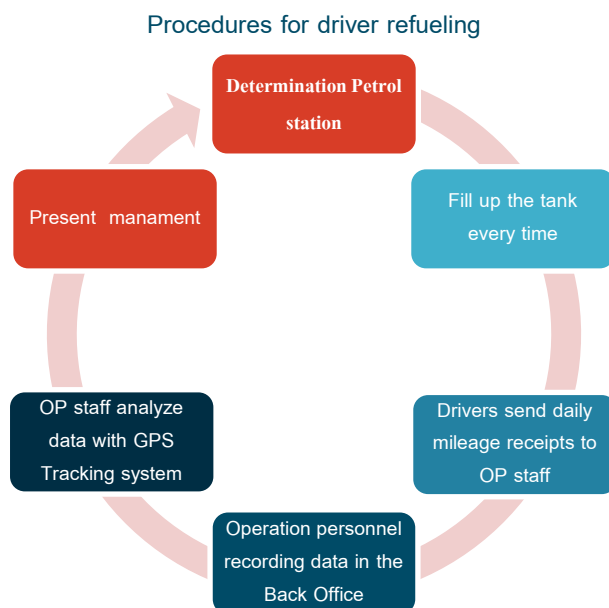 Procedures for driver refueling
Determination Petrol
station
Fill up the tank
every time
Drivers send daily
mileage receipts to
OP staff
Operation personnel
recording data in the
Back Office
OP staff analyze
data with GPS
Tracking system
Present manament